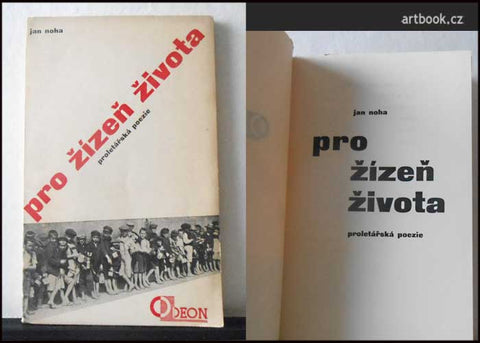 jan noha
pro žízeň života
proletářská poezie
ODEON
artbook.cz
jan noha
pro
žízeň
života
proletářská poezie